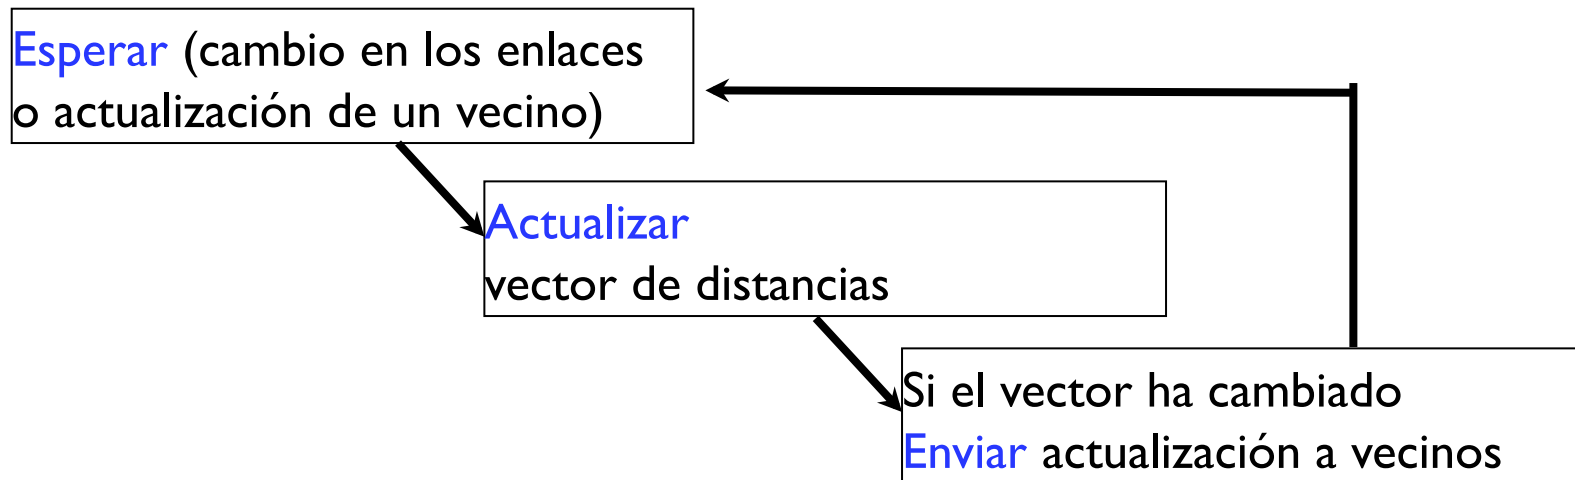 Esperar (cambio en los enlaces
o actualización de un vecino)
Actualizar
vector de distancias
Si el vector ha cambiado
Enviar actualización a vecinos